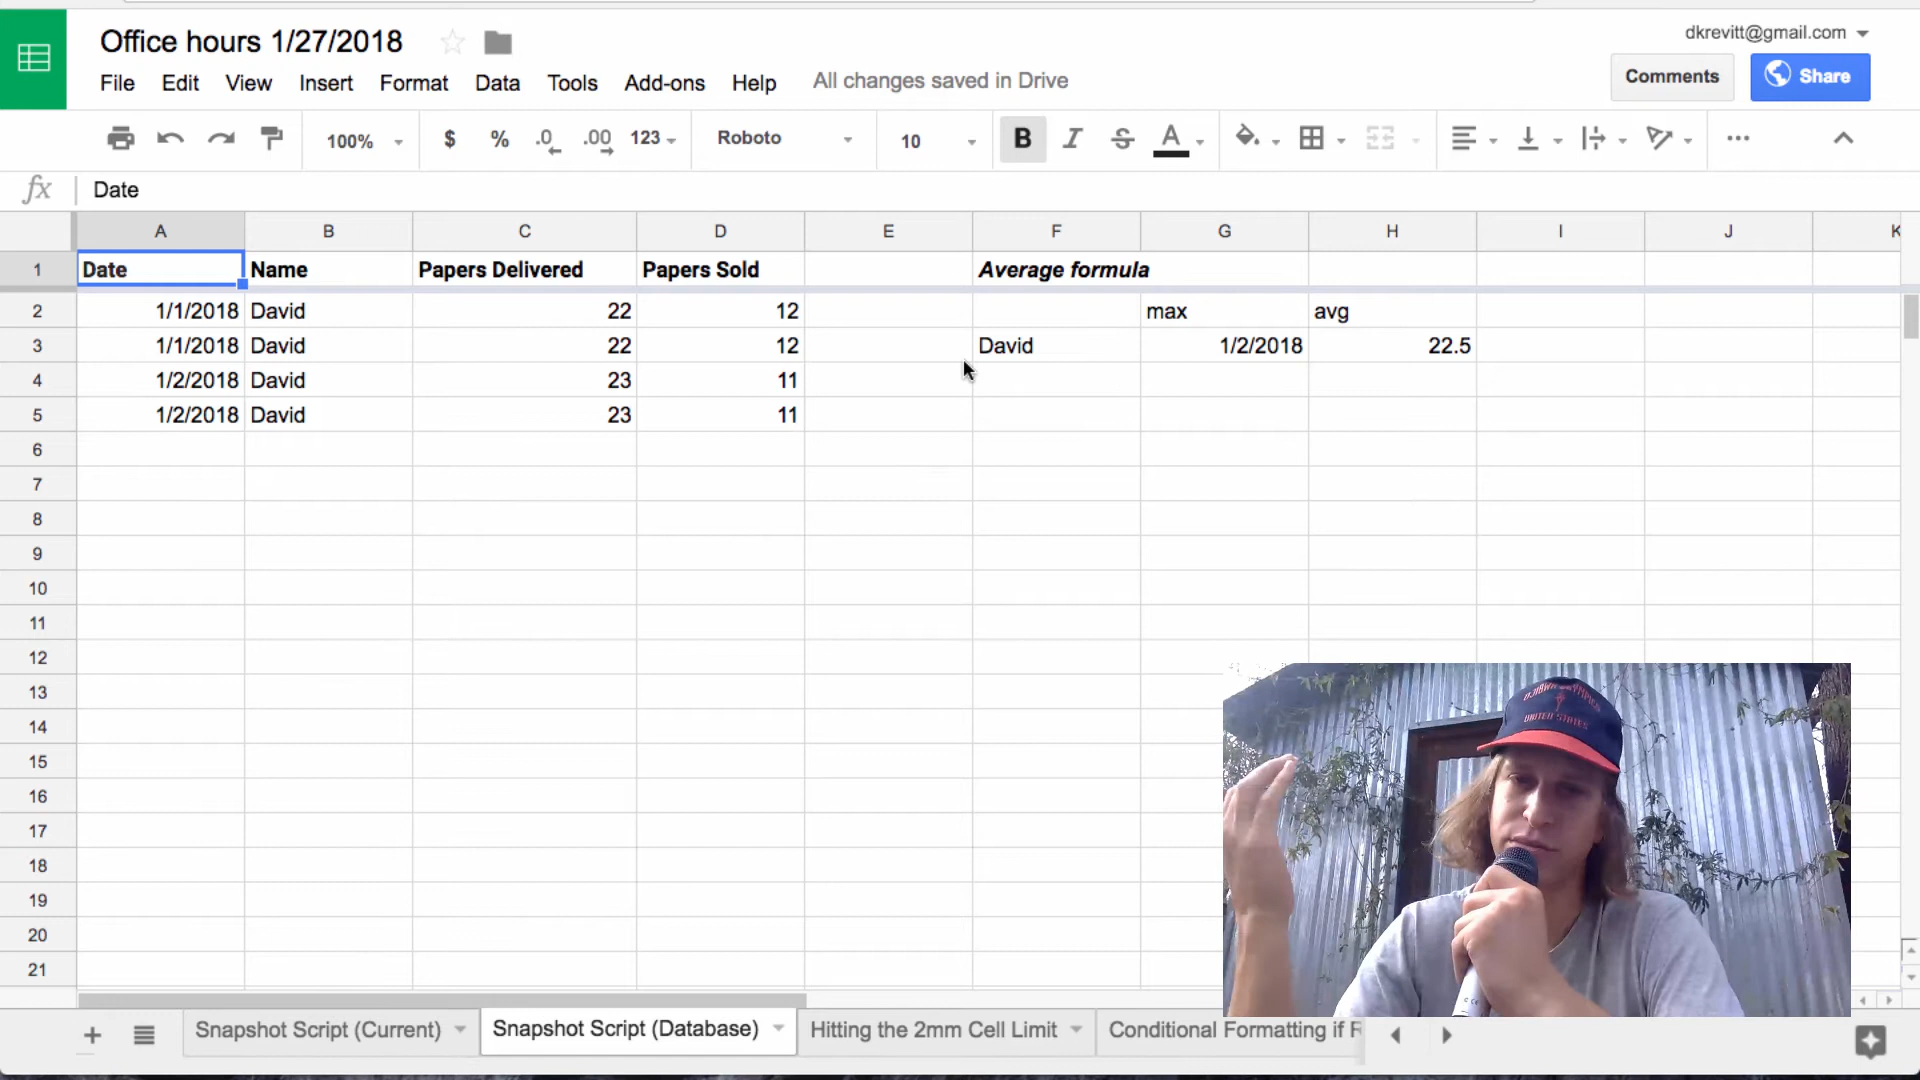 Office hours 1/27/2018
dkrevitt@gmail.com
File Edit View Insert Format Data Tools Add-ons Help
All changes saved in Drive
Comments
Share
100% $ % .0 .00 123 Roboto 10 B I S A
fx Date
A B C D E F G H I J K
1 Date Name Papers Delivered Papers Sold Average formula
2 1/1/2018 David 22 12 max avg
3 1/1/2018 David 22 12 David 1/2/2018 22.5
4 1/2/2018 David 23 11
5 1/2/2018 David 23 11
6
7
8
9
10
11
12
13
14
15
16
17
18
19
20
21
UNITED STATES
Snapshot Script (Current) Snapshot Script (Database) Hitting the 2mm Cell Limit Conditional Formatting if